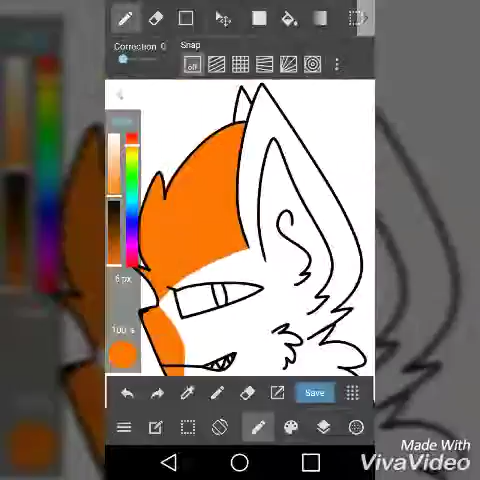 Correction 0
Snap
off
6 px
100 %
Save
Made With
VivaVideo